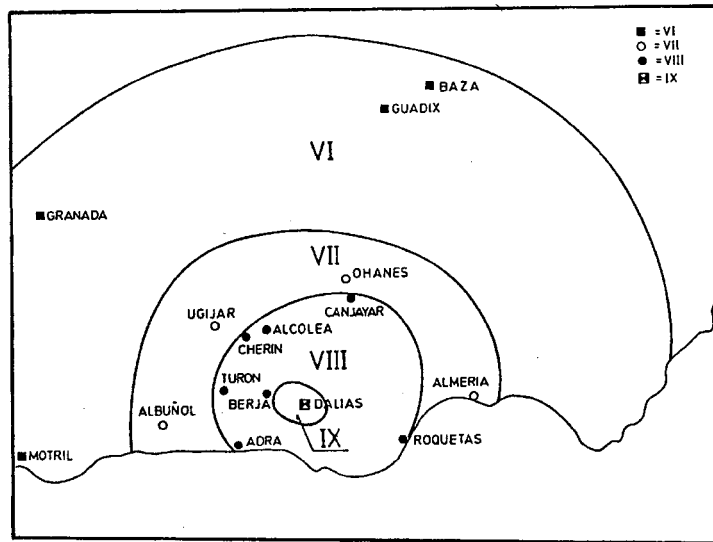 ■ = VI
○ = VII
● = VIII
= IX
BAZA
GUADIX
VI
GRANADA
VII
OHANES
CANJAYAR
UGIJAR
ALCOLEA
CHERIN
VIII
TURON
BERJA
DALIAS
ALMERIA
ALBUÑOL
IX
ADRA
ROQUETAS
MOTRIL